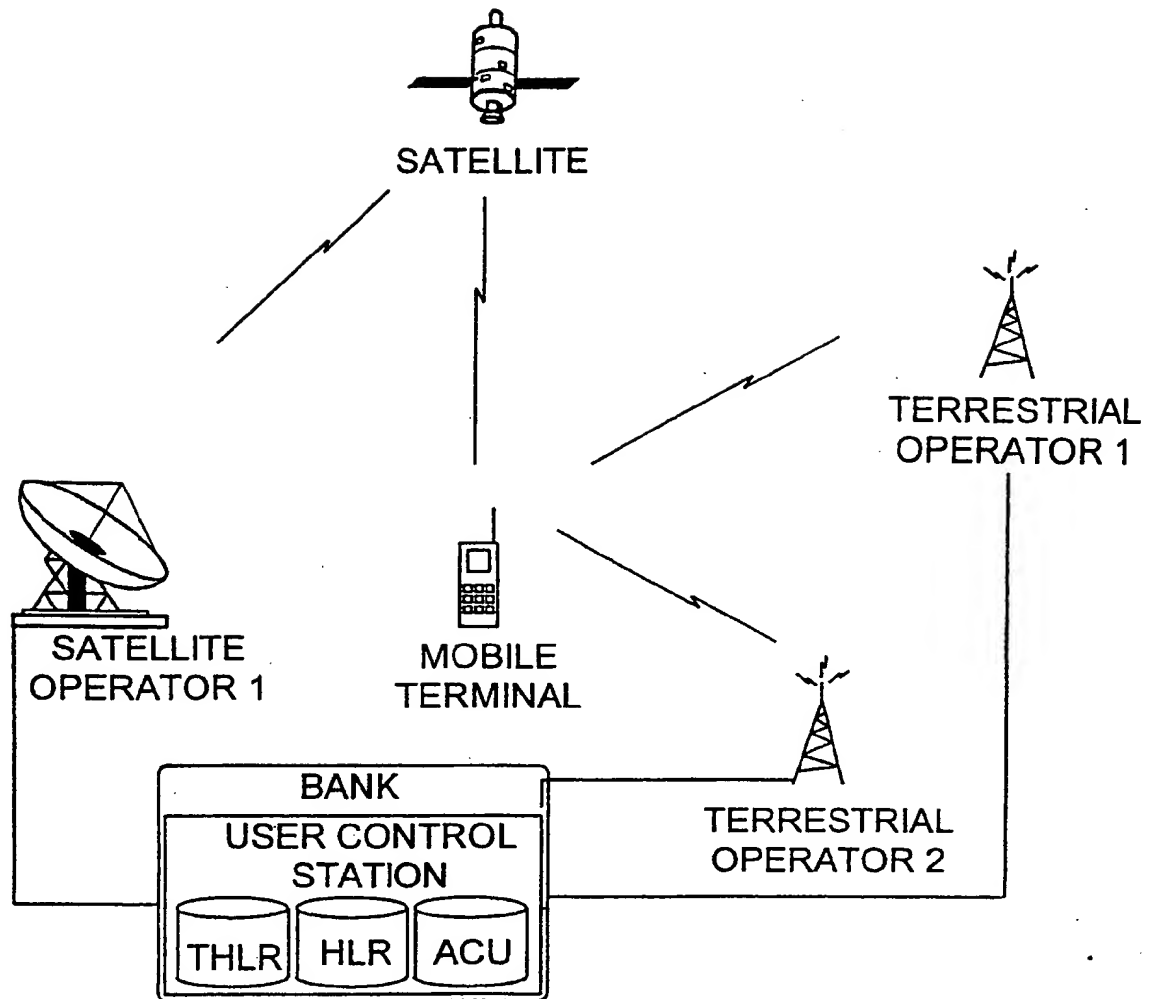 SATELLITE
TERRESTRIAL
OPERATOR 1
SATELLITE
OPERATOR 1
MOBILE
TERMINAL
TERRESTRIAL
OPERATOR 2
BANK
USER CONTROL
STATION
THLR
HLR
ACU